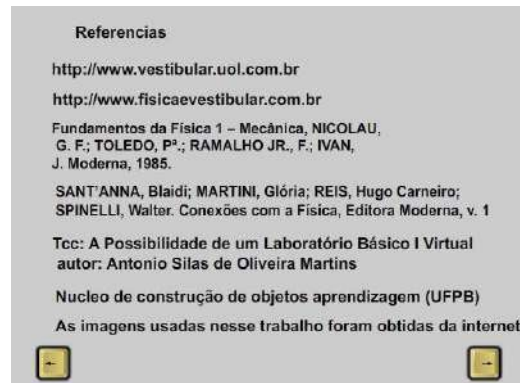 Referencias
http://www.vestibular.uol.com.br
http://www.fisicaevestibular.com.br
Fundamentos da Física 1 – Mecânica, NICOLAU,
G. F.; TOLEDO, Pª.; RAMALHO JR., F.; IVAN,
J. Moderna, 1985.
SANT'ANNA, Blaidi; MARTINI, Glória; REIS, Hugo Carneiro;
SPINELLI, Walter. Conexões com a Física, Editora Moderna, v. 1
Tcc: A Possibilidade de um Laboratório Básico I Virtual
autor: Antonio Silas de Oliveira Martins
Nucleo de construção de objetos aprendizagem (UFPB)
As imagens usadas nesse trabalho foram obtidas da internet